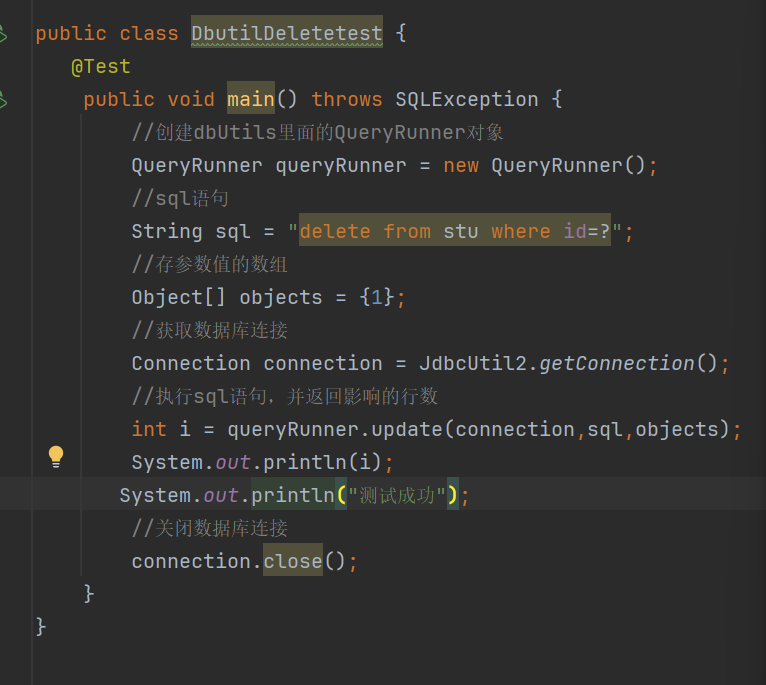 public class DbutilDeletetest {
@Test
public void main() throws SQLException {
//创建dbUtils里面的QueryRunner对象
QueryRunner queryRunner = new QueryRunner();
//sql语句
String sql = "delete from stu where id=?";
//存参数值的数组
Object[] objects = {1};
//获取数据库连接
Connection connection = JdbcUtil2.getConnection();
//执行sql语句，并返回影响的行数
int i = queryRunner.update(connection,sql,objects);
System.out.println(i);
System.out.println("测试成功");
//关闭数据库连接
connection.close();
}
}